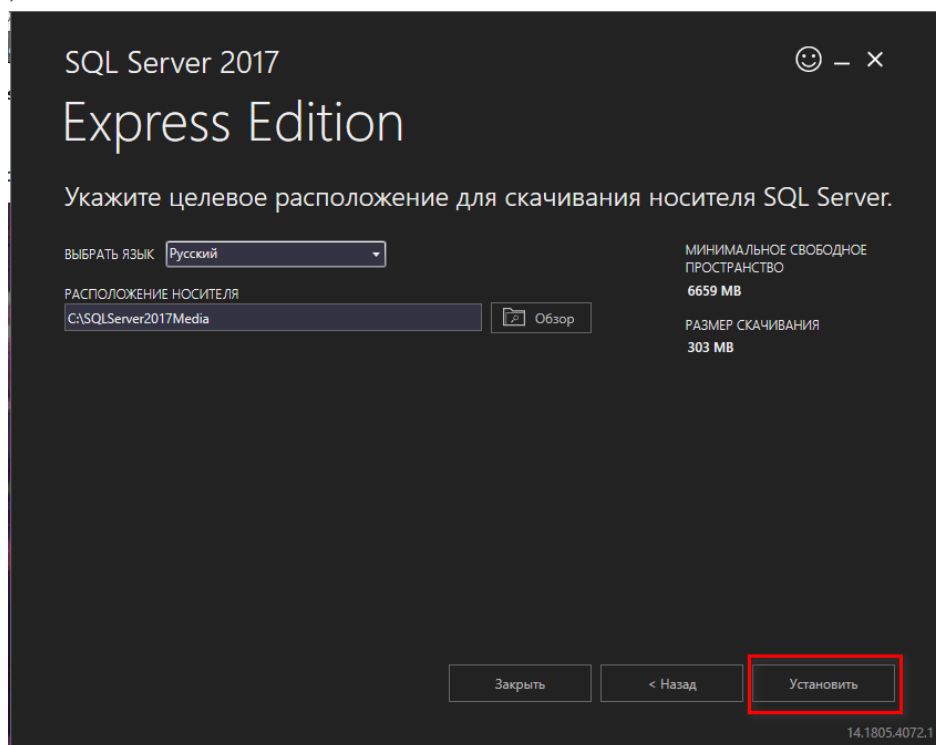 SQL Server 2017
Express Edition
Укажите целевое расположение для скачивания носителя SQL Server.
ВЫБРАТЬ ЯЗЫК Русский
РАСПОЛОЖЕНИЕ НОСИТЕЛЯ
C:\SQLServer2017Media
Обзор
МИНИМАЛЬНОЕ СВОБОДНОЕ
ПРОСТРАНСТВО
6659 MB
РАЗМЕР СКАЧИВАНИЯ
303 MB
Закрыть < Назад Установить
14.1805.4072.1